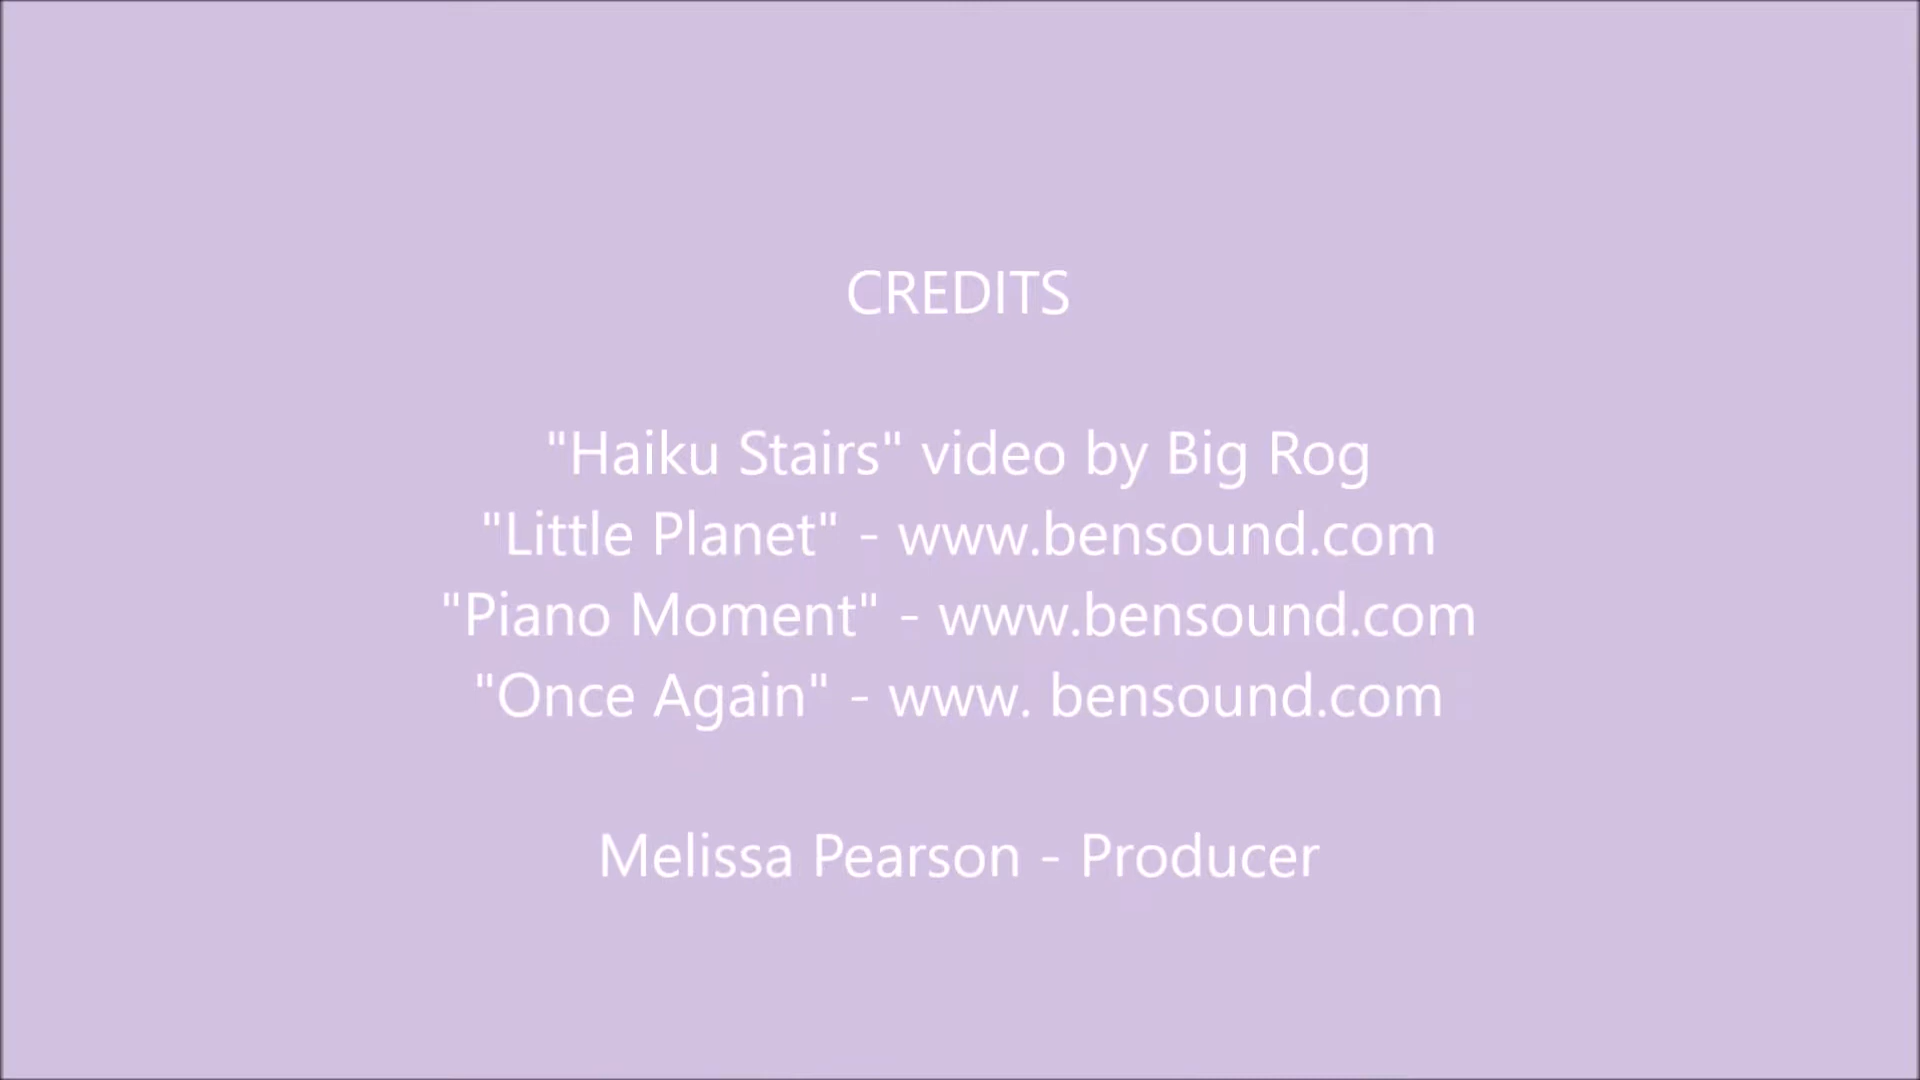 CREDITS
"Haiku Stairs" video by Big Rog
"Little Planet" - www.bensound.com
"Piano Moment" - www.bensound.com
"Once Again" - www. bensound.com
Melissa Pearson - Producer